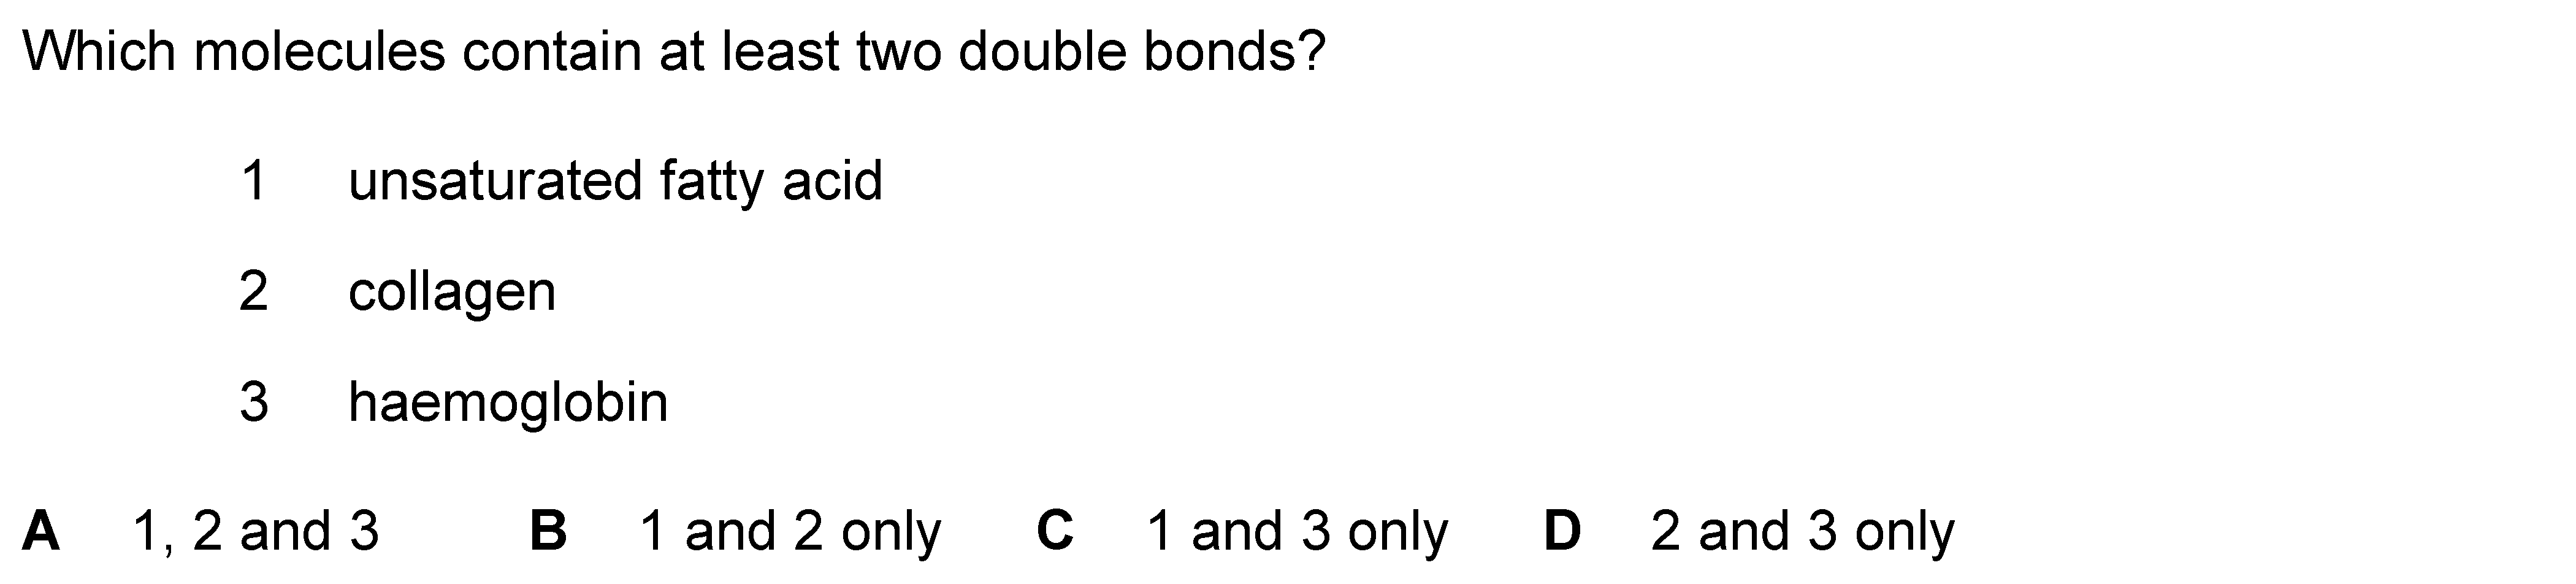 Which molecules contain at least two double bonds?
1 unsaturated fatty acid
2 collagen
3 haemoglobin
A 1, 2 and 3 B 1 and 2 only C 1 and 3 only D 2 and 3 only